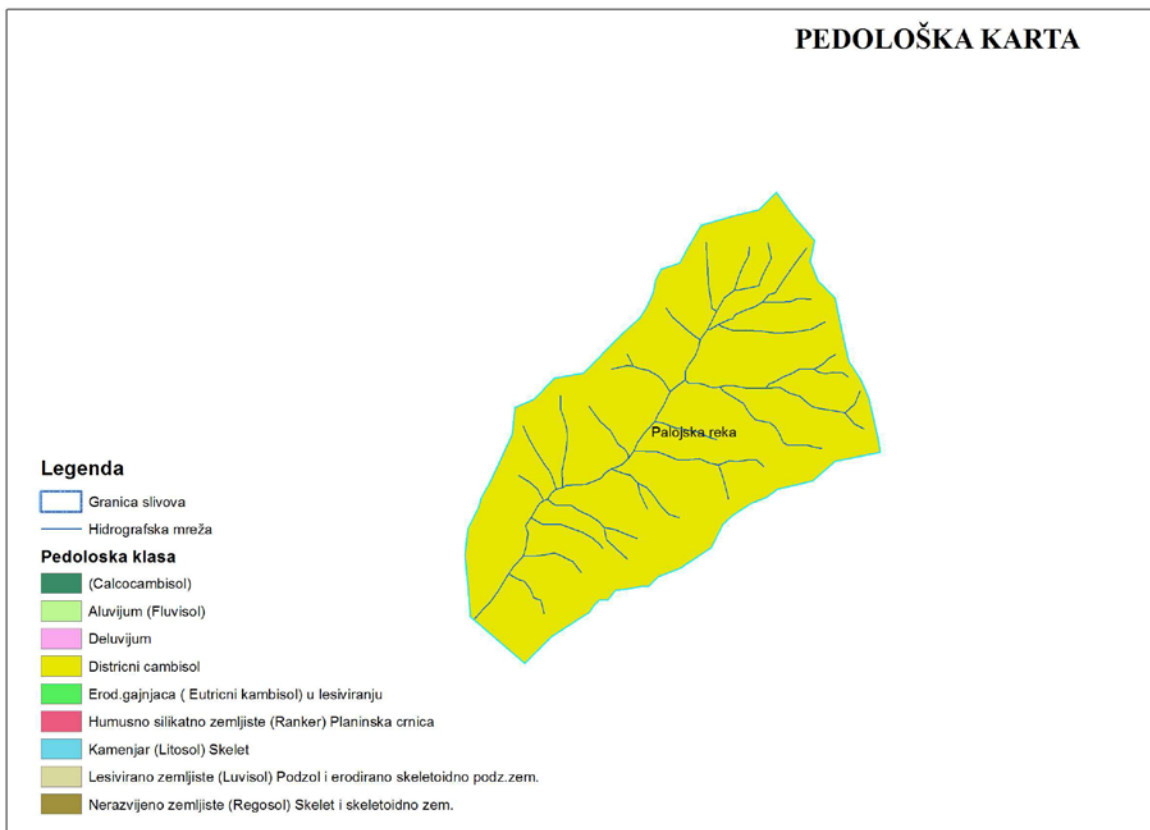 PEDOLOŠKA KARTA
Palojska reka
Legenda
Granica slivova
Hidrografska mreža
Pedoloska klasa
(Calcocambisol)
Aluvijum (Fluvisol)
Deluvijum
Districni cambisol
Erod.gajnjaca ( Eutricni kambisol) u lesiviranju
Humusno silikatno zemljiste (Ranker) Planinska crnica
Kamenjar (Litosol) Skelet
Lesivirano zemljiste (Luvisol) Podzol i erodirano skeletoidno podz.zem.
Nerazvijeno zemljiste (Regosol) Skelet i skeletoidno zem.